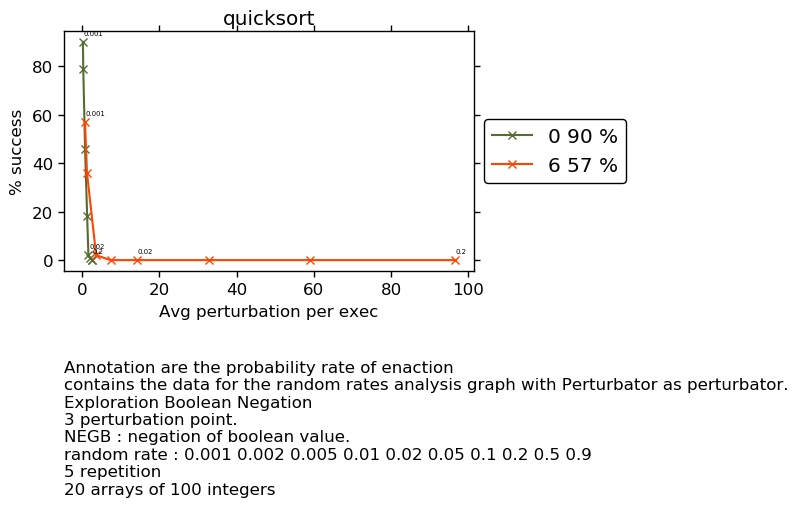 quicksort
0.001
80
0.001
60
0 90 %
6 57 %
% success
40
20
0.02
0.02
0.2
0
0 20 40 60 80 100
Avg perturbation per exec
Annotation are the probability rate of enaction
contains the data for the random rates analysis graph with Perturbator as perturbator.
Exploration Boolean Negation
3 perturbation point.
NEGB : negation of boolean value.
random rate : 0.001 0.002 0.005 0.01 0.02 0.05 0.1 0.2 0.5 0.9
5 repetition
20 arrays of 100 integers